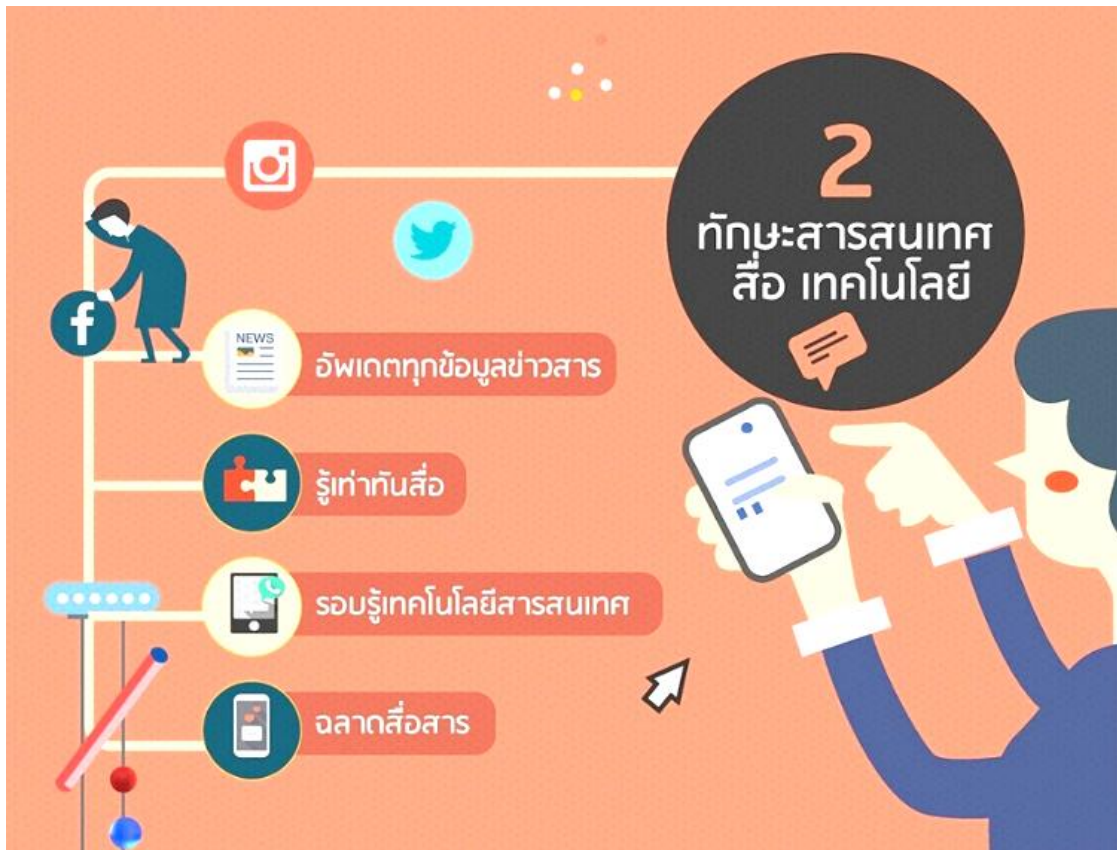 2
ทักษะสารสนเทศ
สื่อ เทคโนโลยี
NEWS
อัพเดตทุกข้อมูลข่าวสาร
รู้เท่าทันสื่อ
รอบรู้เทคโนโลยีสารสนเทศ
ฉลาดสื่อสาร